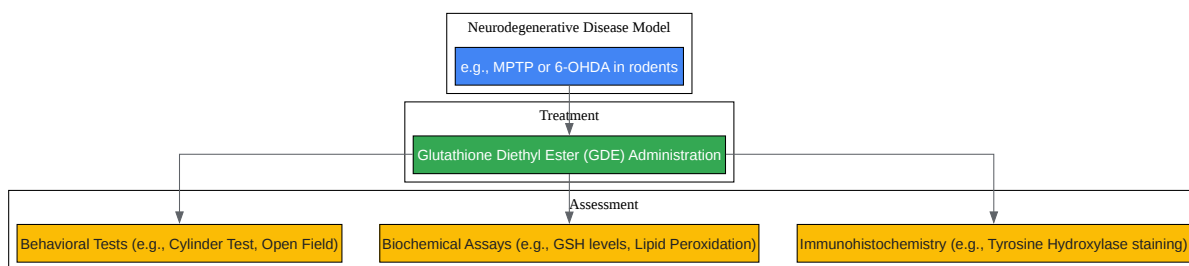 Neurodegenerative Disease Model
e.g., MPTP or 6-OHDA in rodents
Treatment
Glutathione Diethyl Ester (GDE) Administration
Assessment
Behavioral Tests (e.g., Cylinder Test, Open Field)
Biochemical Assays (e.g., GSH levels, Lipid Peroxidation)
Immunohistochemistry (e.g., Tyrosine Hydroxylase staining)